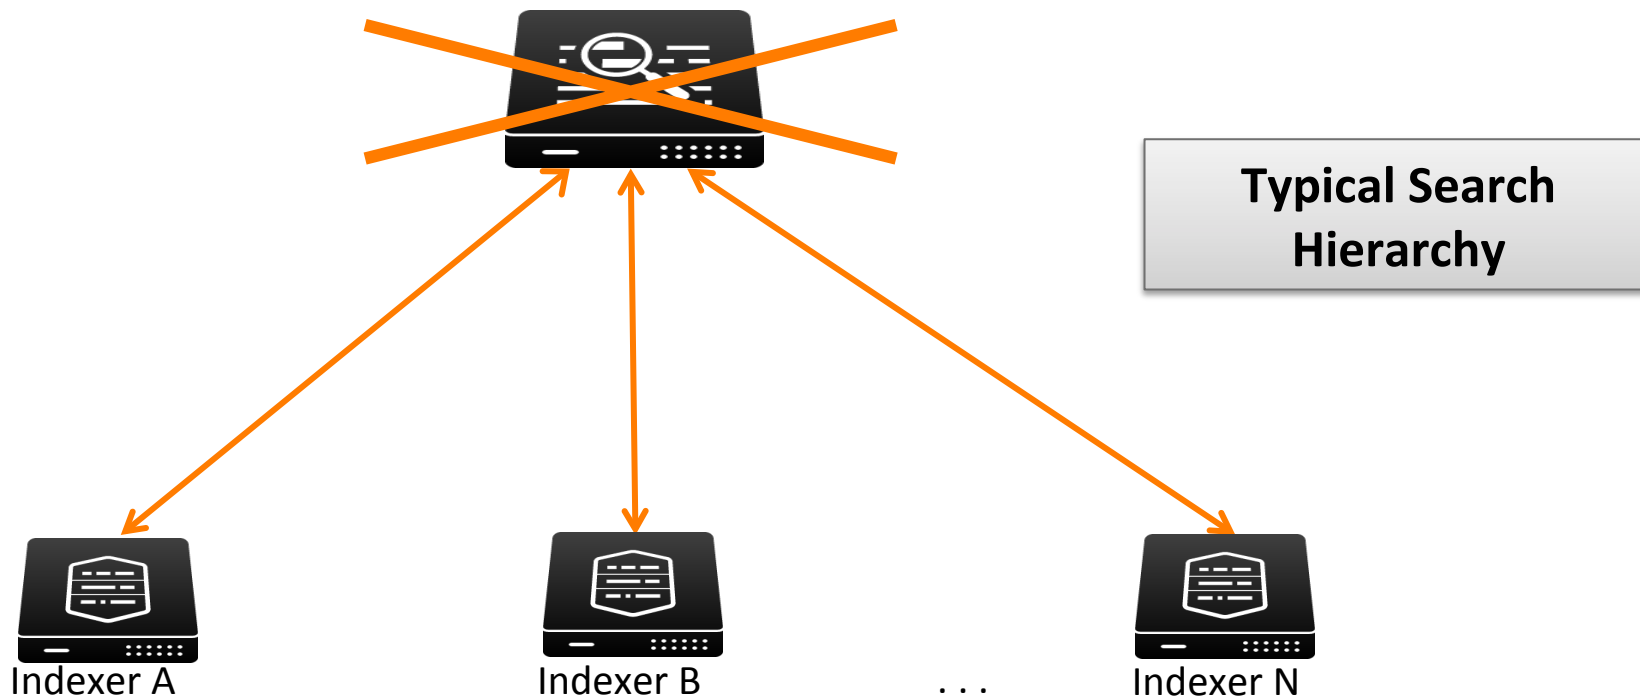 Typical Search
Hierarchy
Indexer A
Indexer B
. . .
Indexer N